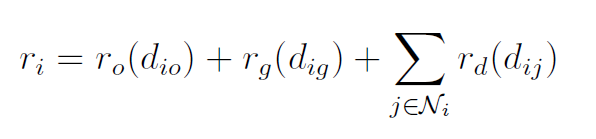 $r_i = r_o(d_{io}) + r_g(d_{ig}) + \sum_{j \in \mathcal{N}_i} r_d(d_{ij})$